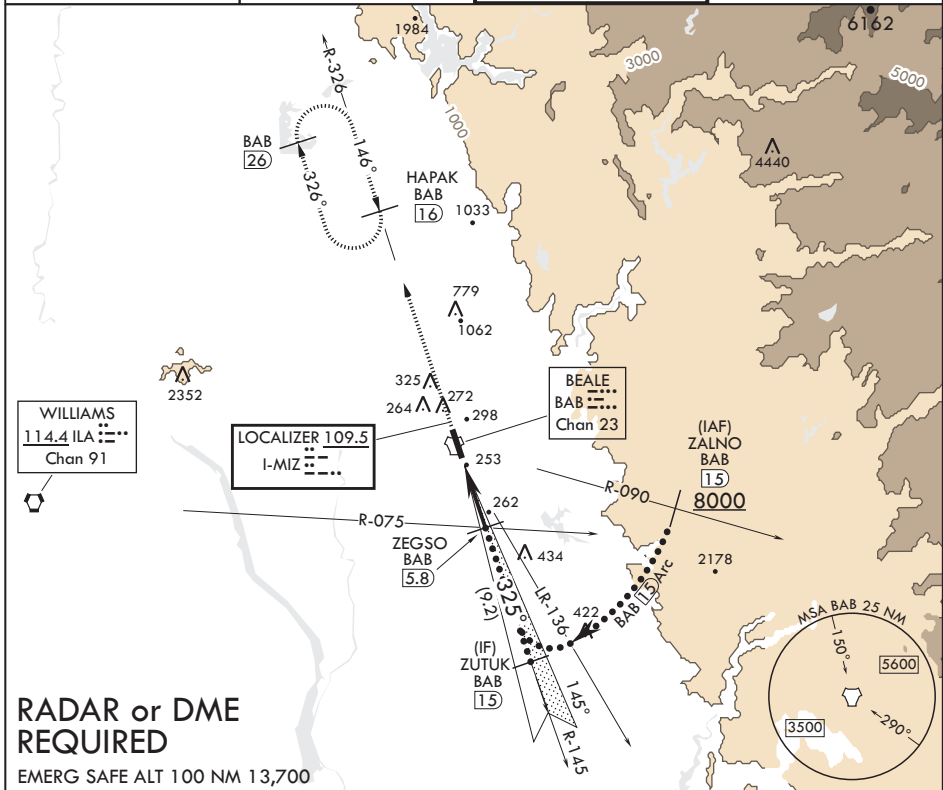 1984
6162
R-326
3000
5000
1000
BAB
26
146°
326°
4440
HAPAK
BAB
16
1033
779
1062
2352
325
264
272
298
BEALE
BAB
Chan 23
WILLIAMS
114.4 ILA
Chan 91
LOCALIZER 109.5
I-MIZ
253
(IAF)
ZALNO
BAB
15
8000
R-090
262
R-075
ZEGSO
BAB
5.8
434
2178
325°
(9.2)
LR-136
422
BAB 15 Arc
(IF)
ZUTUK
BAB
15
145°
R-145
MSA BAB 25 NM
150°
5600
3500
290°
RADAR or DME
REQUIRED
EMERG SAFE ALT 100 NM 13,700